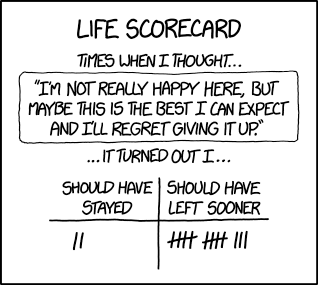 LIFE SCORECARD
TIMES WHEN I THOUGHT...
"I'M NOT REALLY HAPPY HERE, BUT
MAYBE THIS IS THE BEST I CAN EXPECT
AND I'LL REGRET GIVING IT UP."
...IT TURNED OUT I...
SHOULD HAVE
STAYED
SHOULD HAVE
LEFT SOONER